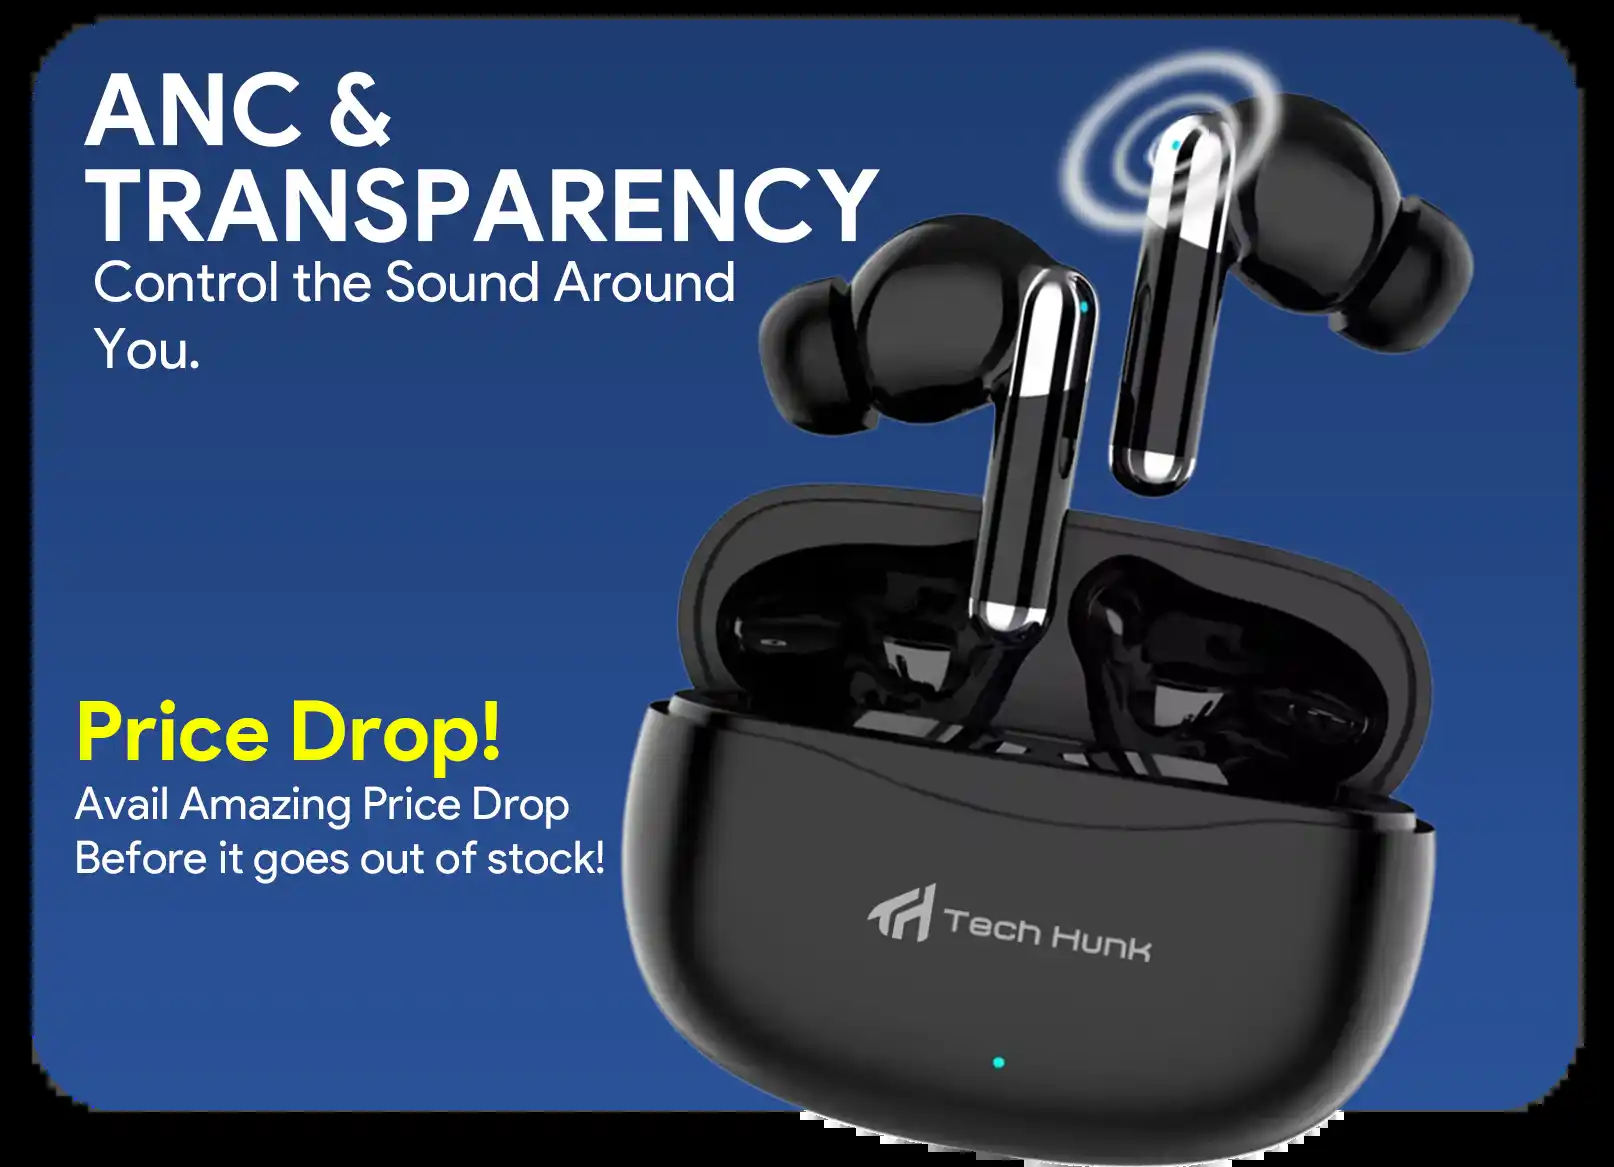 ANC &
TRANSPARENCY
Control the Sound Around
You.
Price Drop!
Avail Amazing Price Drop
Before it goes out of stock!
Tech Hunk